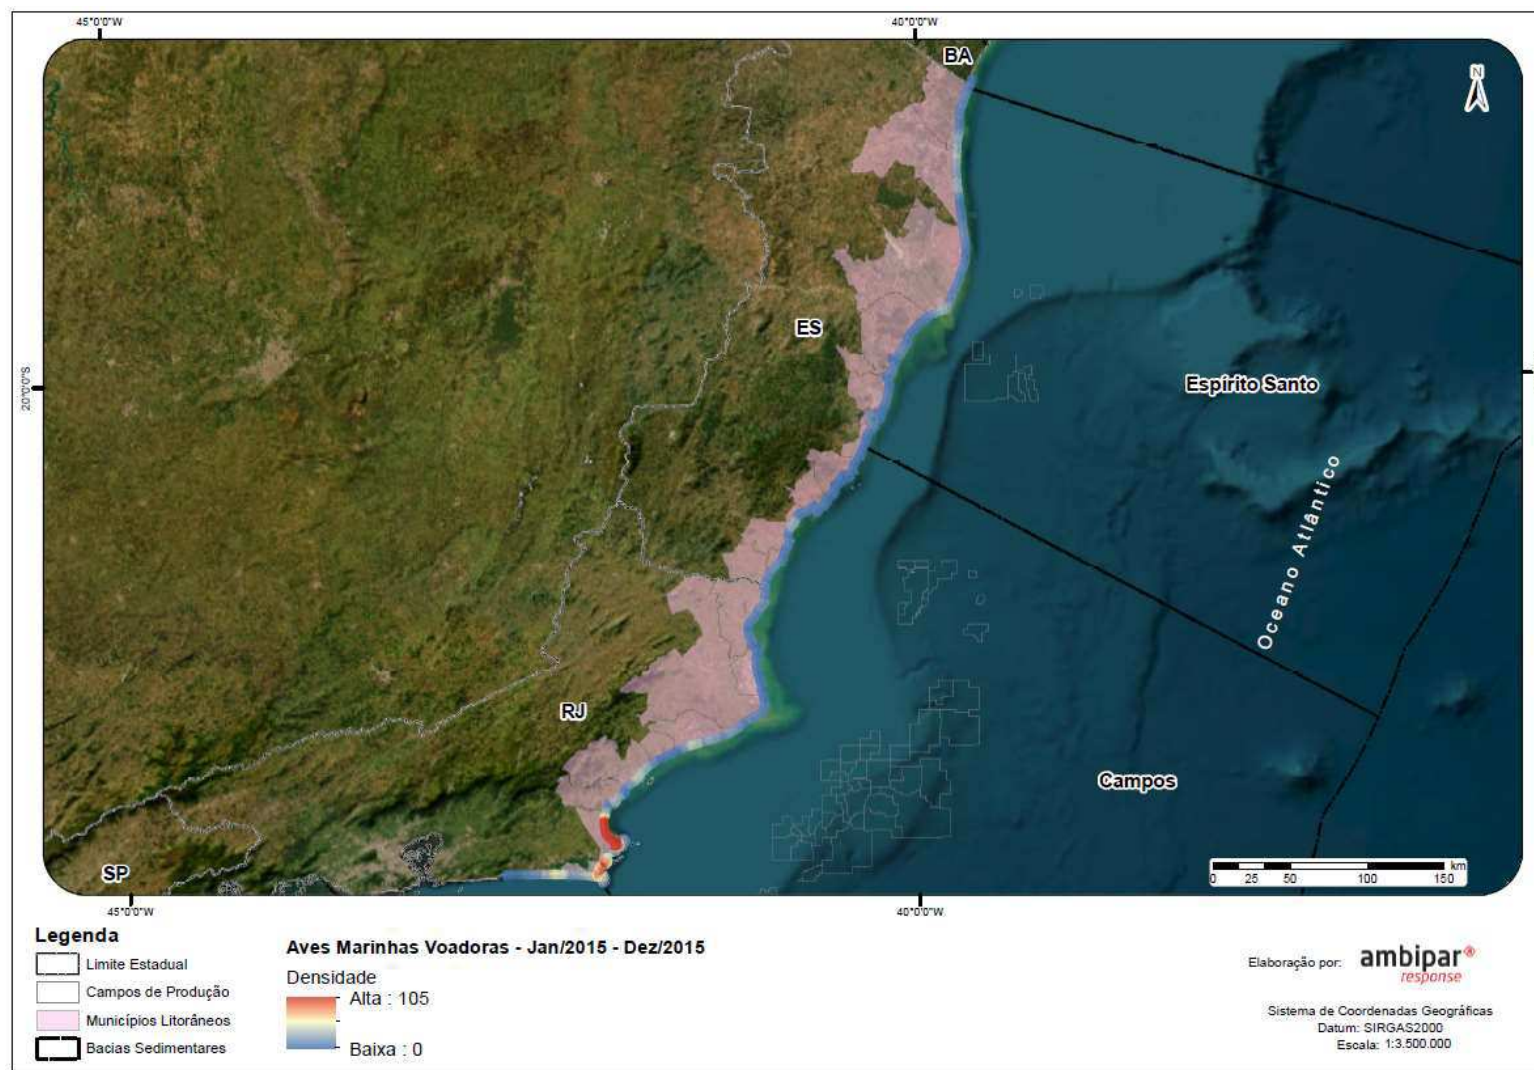 45°0'0"W
40°0'0"W
BA
N
ES
20°0'0"S
Espírito Santo
Oceano Atlântico
RJ
Campos
SP
km
0 25 50 100 150
45°0'0"W
40°0'0"W
Legenda
Limite Estadual
Campos de Produção
Municípios Litorâneos
Bacias Sedimentares
Aves Marinhas Voadoras - Jan/2015 - Dez/2015
Densidade
Alta : 105
Baixa : 0
Elaboração por:
ambipar®
response
Sistema de Coordenadas Geográficas
Datum: SIRGAS2000
Escala: 1:3.500.000